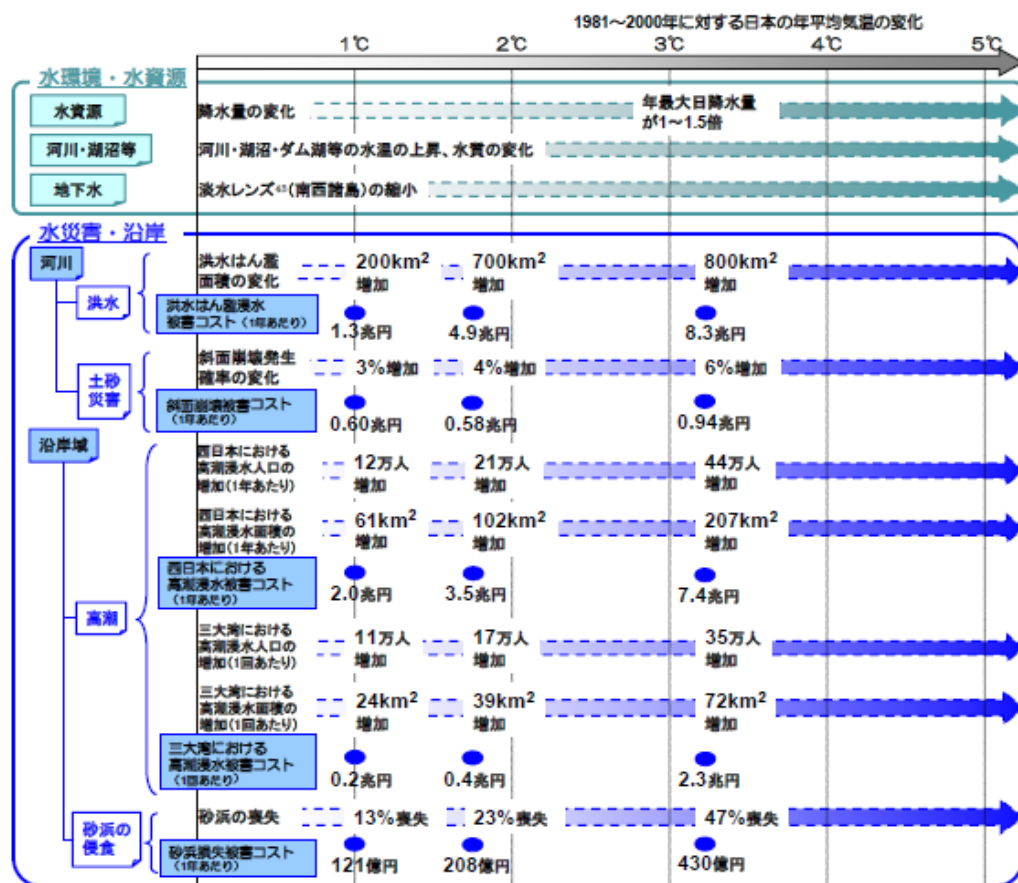 1981～2000年に対する日本の年平均気温の変化
1℃ 2℃ 3℃ 4℃ 5℃
水環境・水資源
水資源
降水量の変化
年最大日降水量
が1～1.5倍
河川・湖沼等
河川・湖沼・ダム湖等の水温の上昇、水質の変化
地下水
淡水レンズ43(南西諸島)の縮小
水災害・沿岸
河川
洪水
洪水はん濫
面積の変化
200km² 700km² 800km²
増加 増加 増加
洪水はん濫浸水
被害コスト（1年あたり）
1.3兆円 4.9兆円 8.3兆円
土砂
災害
斜面崩壊発生
確率の変化
3%増加 4%増加 6%増加
斜面崩壊被害コスト
（1年あたり）
0.60兆円 0.58兆円 0.94兆円
沿岸域
高潮
西日本における
高潮浸水人口の
増加(1年あたり)
12万人 21万人 44万人
増加 増加 増加
西日本における
高潮浸水面積の
増加(1年あたり)
61km² 102km² 207km²
増加 増加 増加
西日本における
高潮浸水被害コスト
（1年あたり）
2.0兆円 3.5兆円 7.4兆円
三大湾における
高潮浸水人口の
増加(1回あたり)
11万人 17万人 35万人
増加 増加 増加
三大湾における
高潮浸水面積の
増加(1回あたり)
24km² 39km² 72km²
増加 増加 増加
三大湾における
高潮浸水被害コスト
（1回あたり）
0.2兆円 0.4兆円 2.3兆円
砂浜の
侵食
砂浜の喪失
13%喪失 23%喪失 47%喪失
砂浜損失被害コスト
（1年あたり）
121億円 208億円 430億円